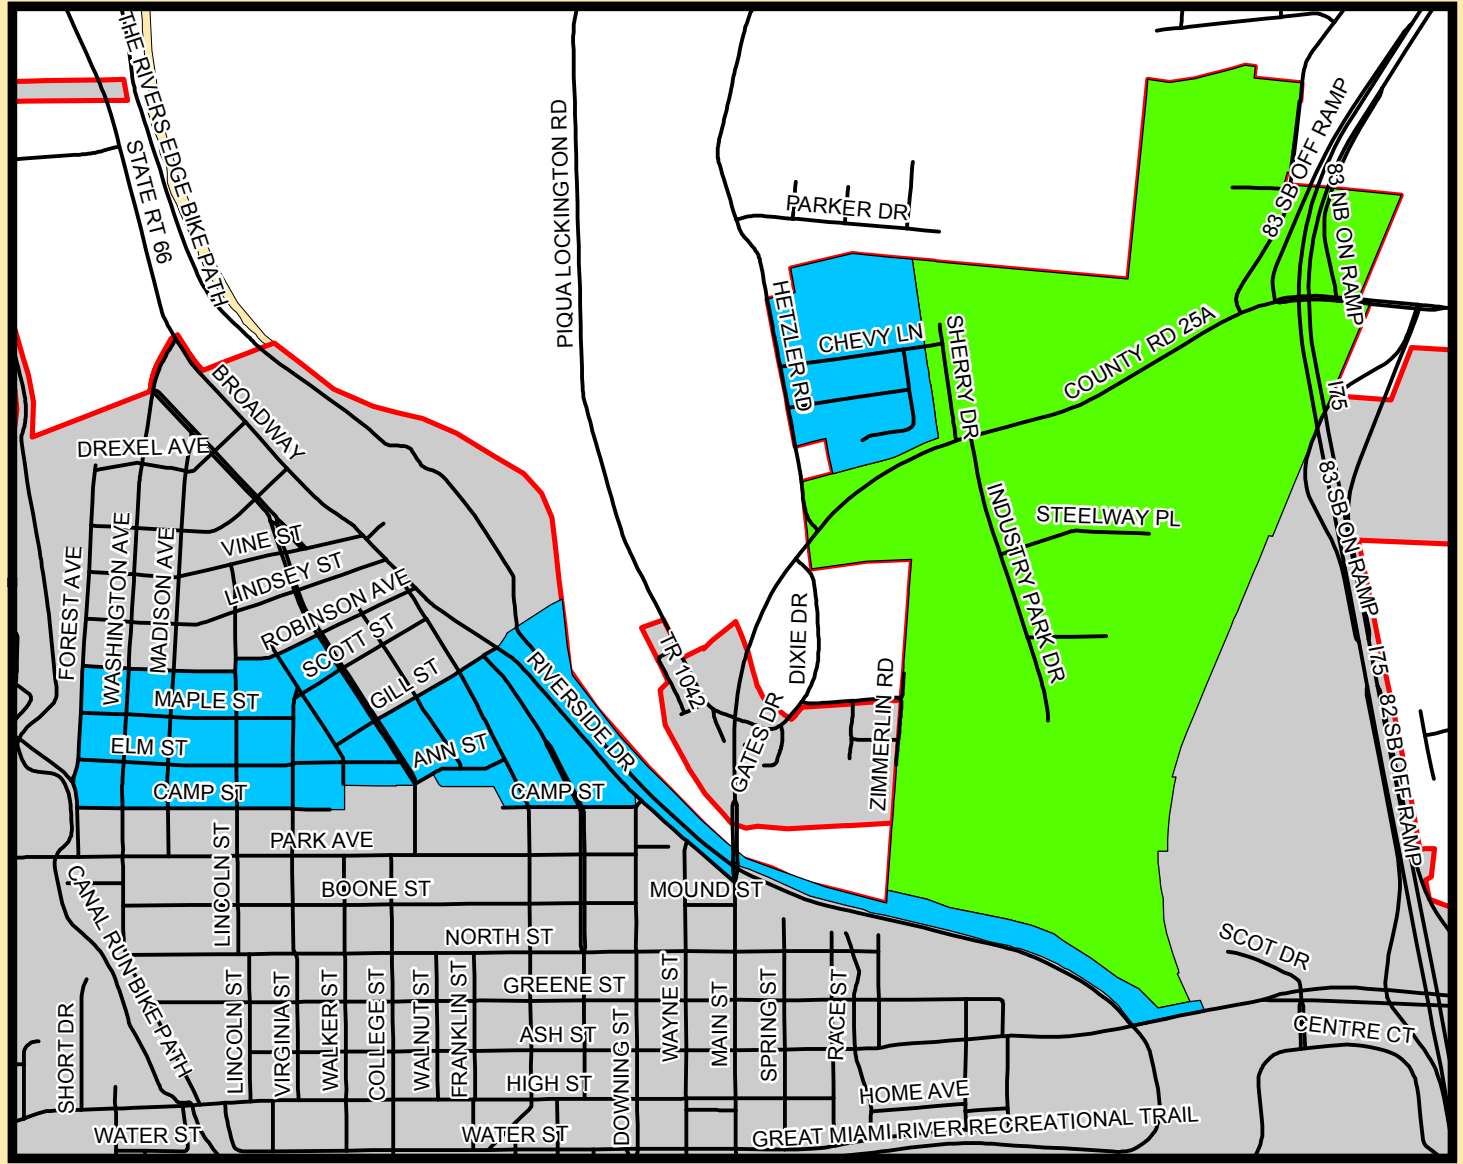 THE RIVERS EDGE BIKE PATH
STATE RT 66
PIQUA LOCKINGTON RD
PARKER DR
83 SB OFF RAMP
83 NB ON RAMP
HETZLER RD
CHEVY LN
SHERRY DR
COUNTY RD 25A
I75
BROADWAY
DREXEL AVE
VINE ST
LINDSEY ST
ROBINSON AVE
SCOTT ST
GILL ST
FOREST AVE
WASHINGTON AVE
MADISON AVE
MAPLE ST
ELM ST
CAMP ST
ANN ST
CAMP ST
RIVERSIDE DR
TR 1042
GATES DR
DIXIE DR
ZIMMERLIN RD
INDUSTRY PARK DR
STEELWAY PL
83 SB ON RAMP
I75
82 SB OFF RAMP
PARK AVE
LINCOLN ST
BOONE ST
MOUND ST
NORTH ST
CANAL RUN BIKE PATH
GREENE ST
ASH ST
HIGH ST
SHORT DR
LINCOLN ST
VIRGINIA ST
WALKER ST
COLLEGE ST
WALNUT ST
FRANKLIN ST
DOWNING ST
WAYNE ST
MAIN ST
SPRING ST
RACE ST
SCOT DR
CENTRE CT
HOME AVE
WATER ST
WATER ST
GREAT MIAMI RIVER RECREATIONAL TRAIL